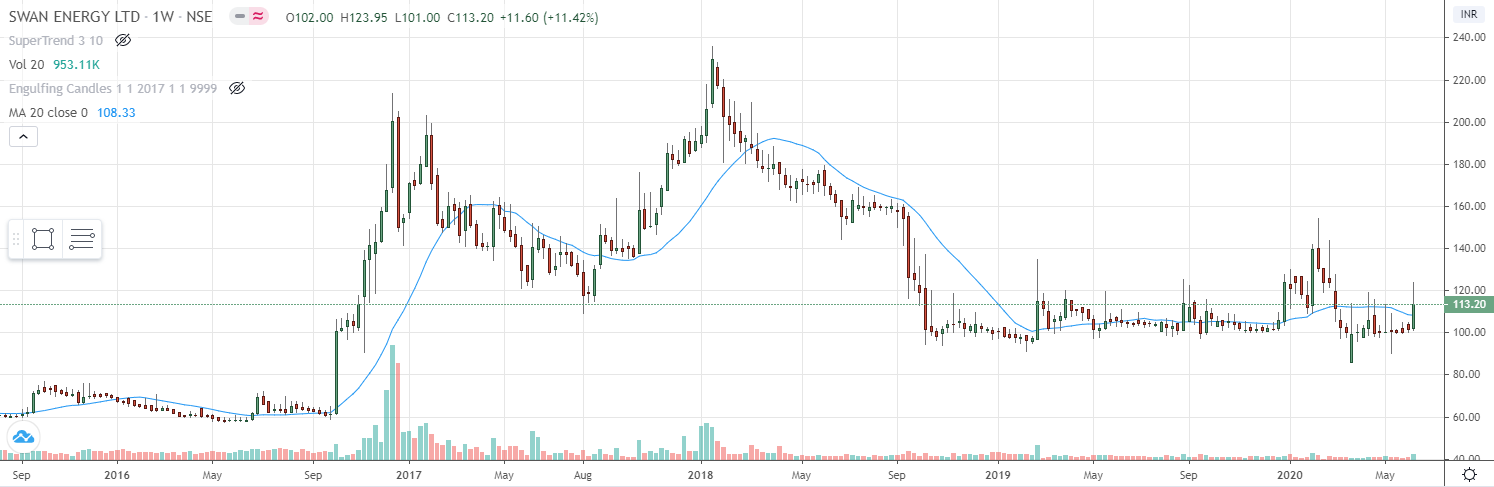 SWAN ENERGY LTD · 1W · NSE O102.00 H123.95 L101.00 C113.20 +11.60 (+11.42%)
INR
SuperTrend 3 10
Vol 20 953.11K
Engulfing Candles 1 1 2017 1 1 9999
MA 20 close 0 108.33
240.00
220.00
200.00
180.00
160.00
140.00
120.00
113.20
100.00
80.00
60.00
40.00
Sep 2016 May Sep 2017 May Aug 2018 May Sep 2019 May Sep 2020 May